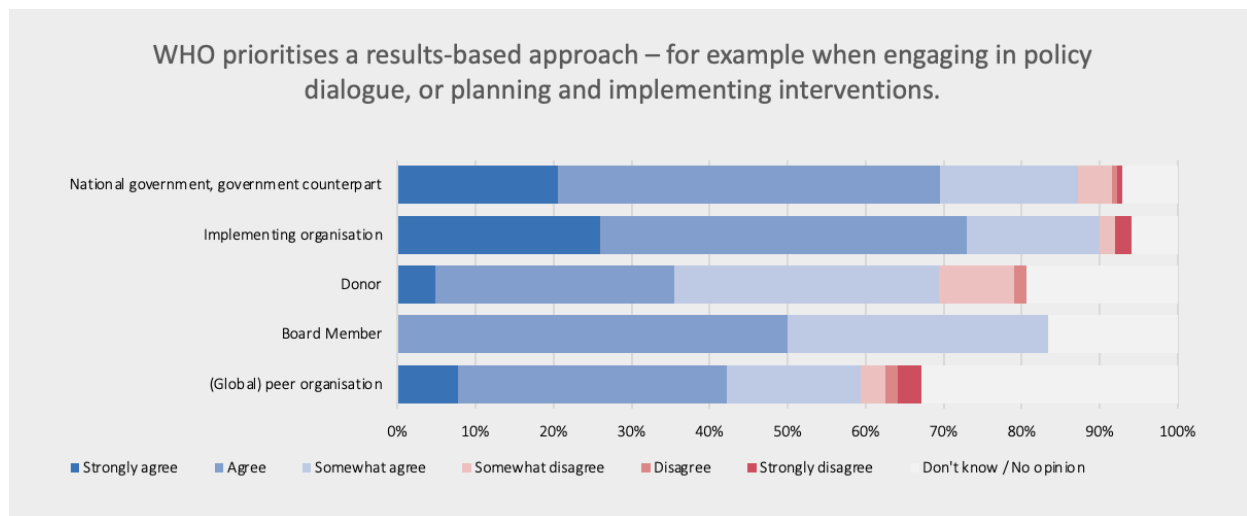 WHO prioritises a results-based approach – for example when engaging in policy
dialogue, or planning and implementing interventions.
National government, government counterpart
Implementing organisation
Donor
Board Member
(Global) peer organisation
0% 10% 20% 30% 40% 50% 60% 70% 80% 90% 100%
Strongly agree Agree Somewhat agree Somewhat disagree Disagree Strongly disagree Don't know / No opinion